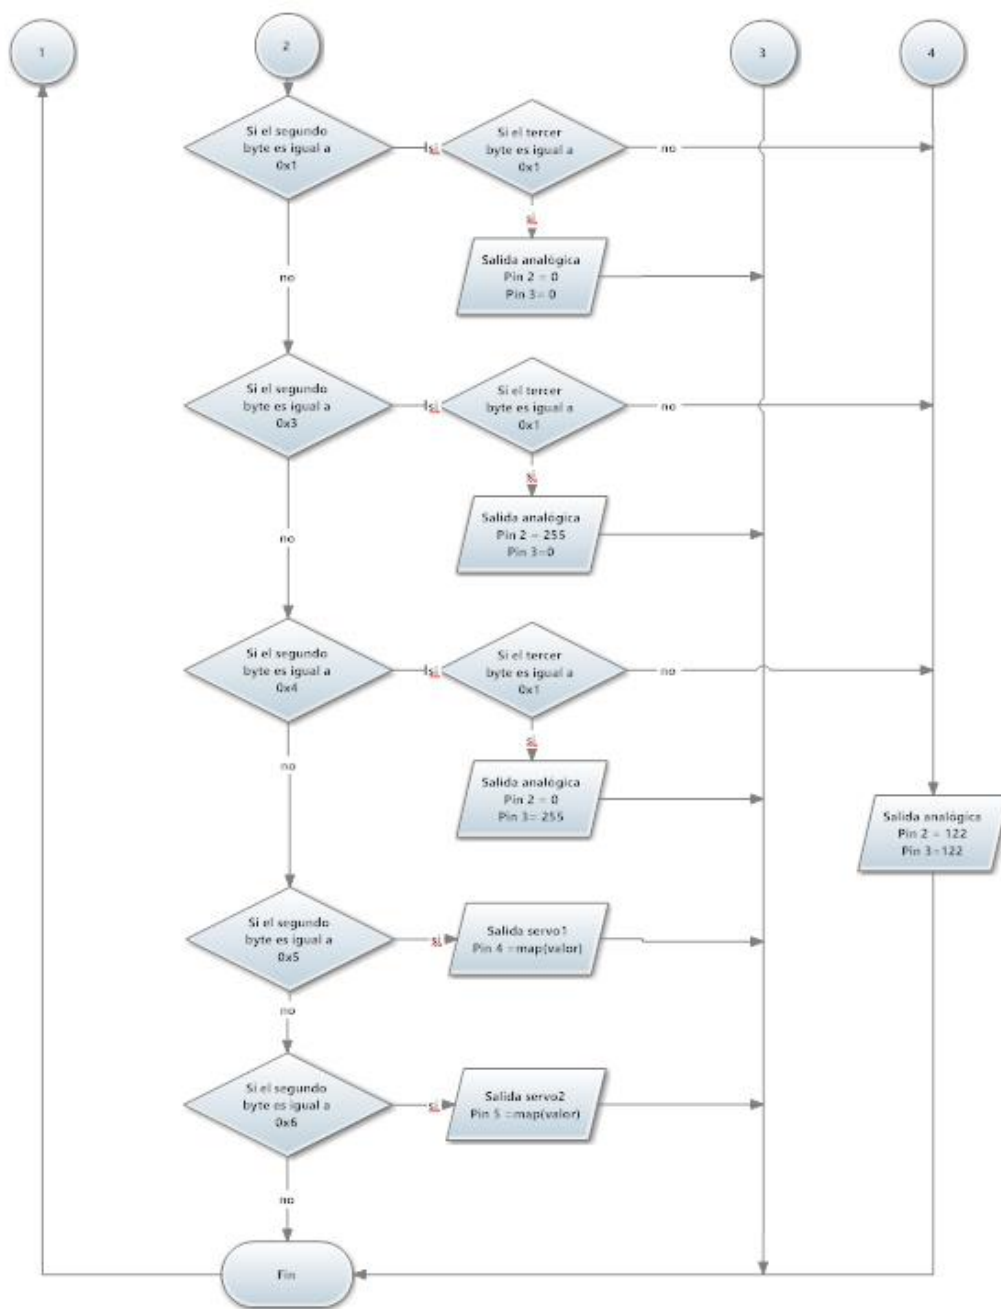 1
2
3
4
Si el segundo
byte es igual a
0x1
si
Si el tercer
byte es igual a
0x1
no
si
Salida analógica
Pin 2 = 0
Pin 3= 0
no
Si el segundo
byte es igual a
0x3
si
Si el tercer
byte es igual a
0x1
no
si
Salida analógica
Pin 2 = 255
Pin 3=0
no
Si el segundo
byte es igual a
0x4
si
Si el tercer
byte es igual a
0x1
no
si
Salida analógica
Pin 2 = 0
Pin 3= 255
no
Salida analógica
Pin 2 = 122
Pin 3=122
Si el segundo
byte es igual a
0x5
si
Salida servo1
Pin 4 =map(valor)
no
Si el segundo
byte es igual a
0x6
si
Salida servo2
Pin 5 =map(valor)
no
Fin